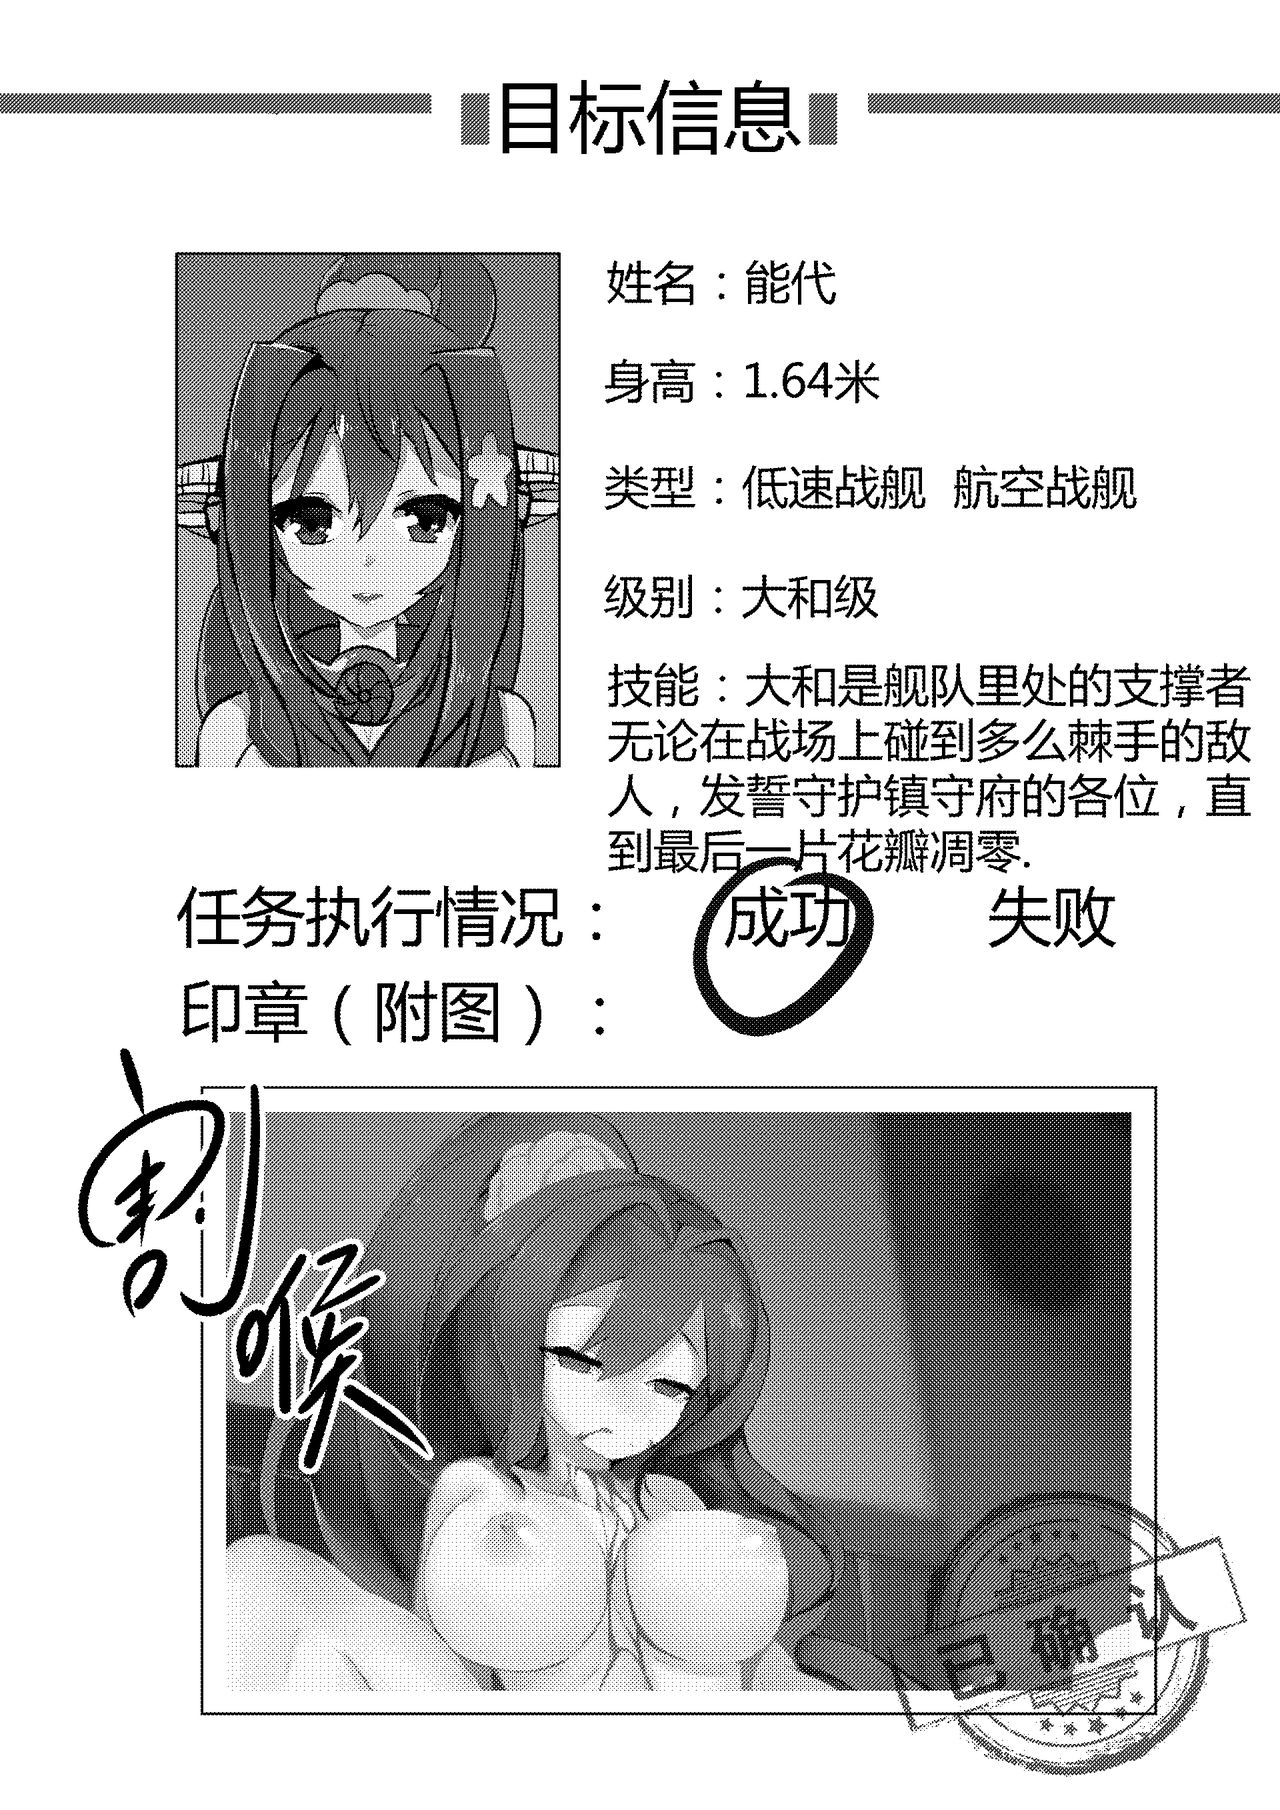 目标信息
姓名：能代
身高：1.64米
类型：低速战舰 航空战舰
级别：大和级
技能：大和是舰队里处的支撑者
无论在战场上碰到多么棘手的敌
人，发誓守护镇守府的各位，直
到最后一片花瓣凋零.
任务执行情况： 成功 失败
印章（附图）：
割
喉
已确认